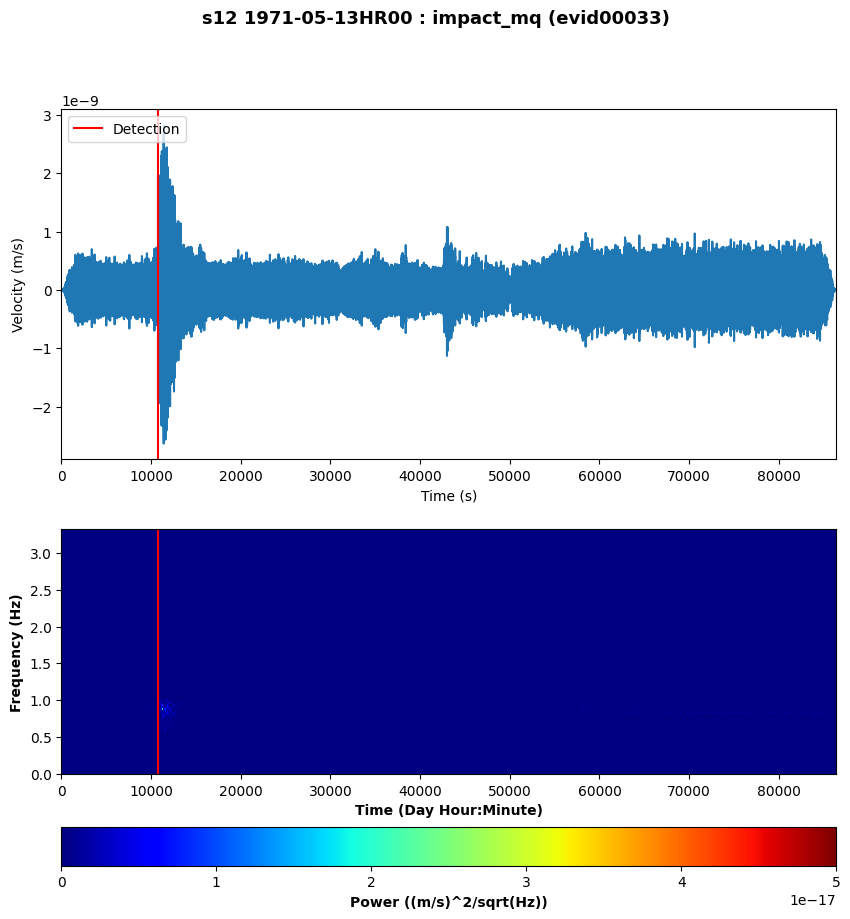 s12 1971-05-13HR00 : impact_mq (evid00033)
1e−9
3
Detection
2
1
0
−1
−2
Velocity (m/s)
0 10000 20000 30000 40000 50000 60000 70000 80000
Time (s)
3.0
2.5
2.0
1.5
1.0
0.5
0.0
Frequency (Hz)
0 10000 20000 30000 40000 50000 60000 70000 80000
Time (Day Hour:Minute)
0 1 2 3 4 5
1e−17
Power ((m/s)^2/sqrt(Hz))